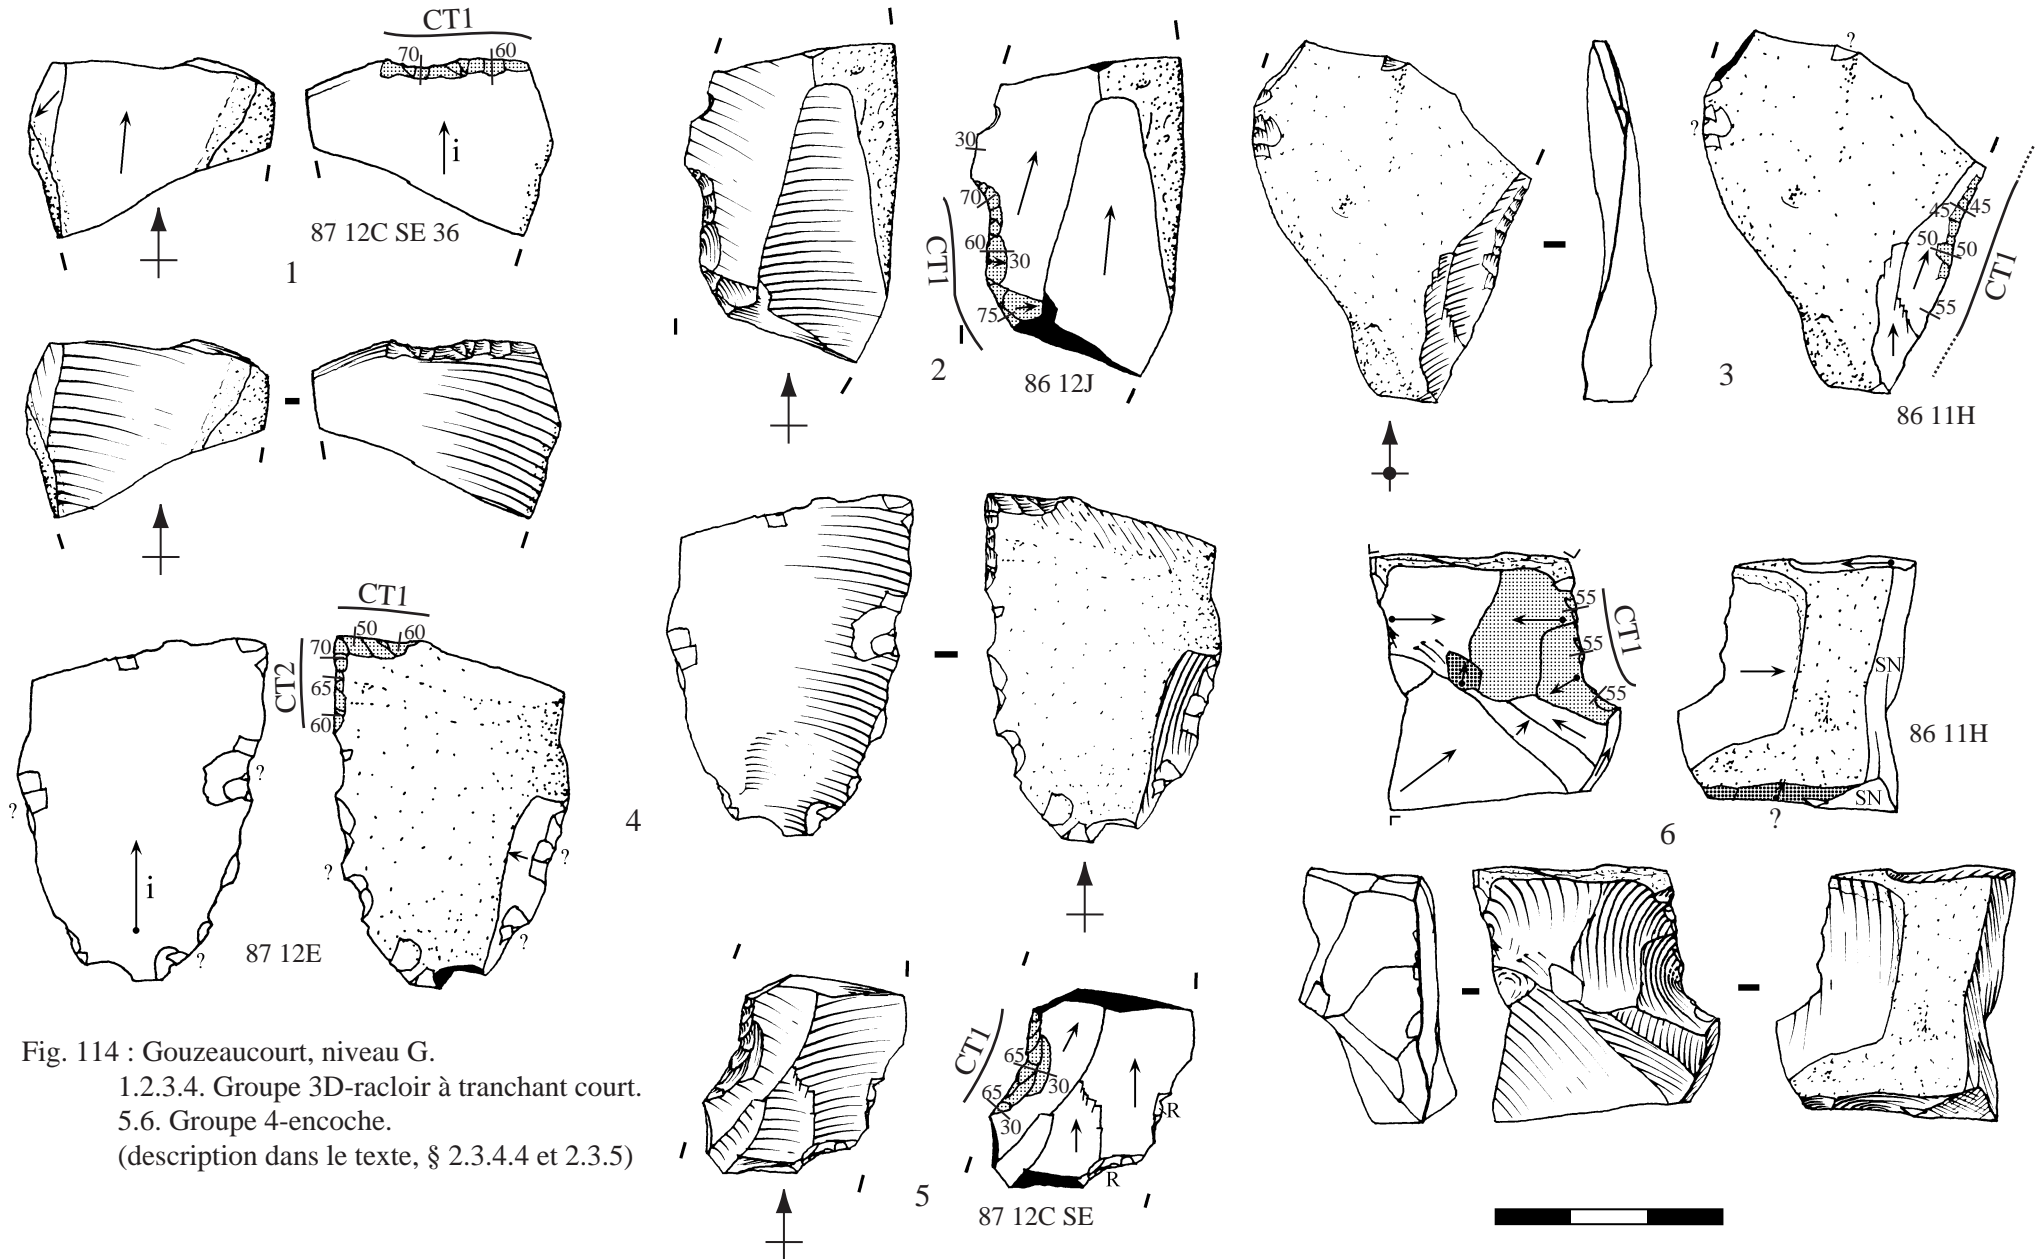 CT1
70
60
i
87 12C SE 36
1
30
70
60
30
75
CT1
2
86 12J
?
?
45
45
50
50
55
CT1
3
86 11H
CT1
50
60
70
65
60
CT2
?
?
i
?
?
?
?
87 12E
4
55
55
55
CT1
SN
SN
?
86 11H
6
CT1
65
30
65
30
R
R
5
87 12C SE
Fig. 114 : Gouzeaucourt, niveau G.
1.2.3.4. Groupe 3D-racloir à tranchant court.
5.6. Groupe 4-encoche.
(description dans le texte, § 2.3.4.4 et 2.3.5)